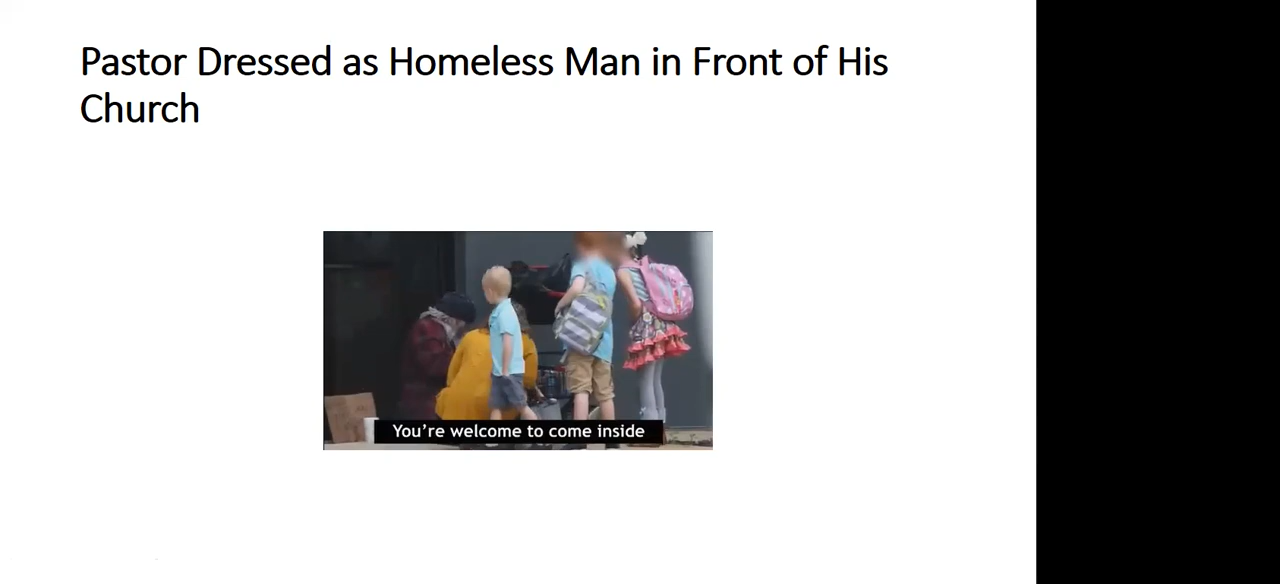 Pastor Dressed as Homeless Man in Front of His
Church
You're welcome to come inside